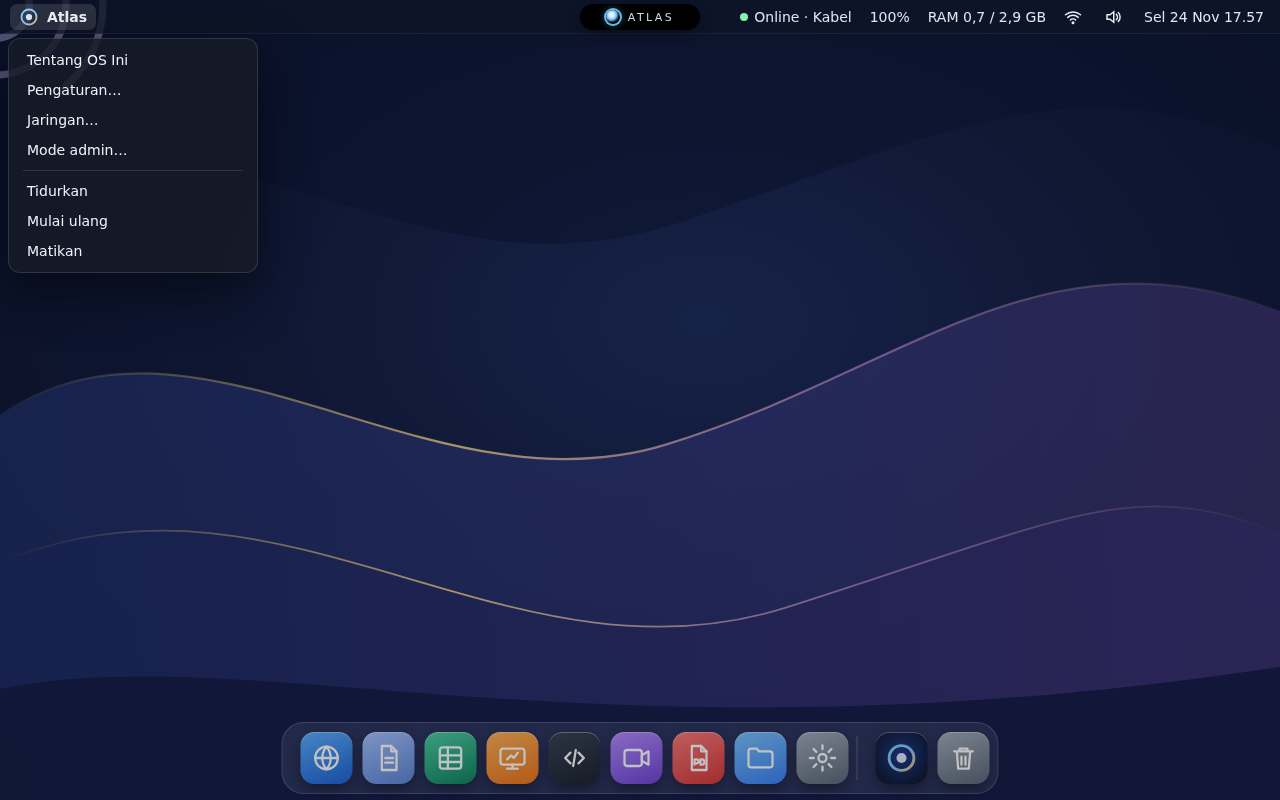 Atlas
ATLAS
Online · Kabel
100%
RAM 0,7 / 2,9 GB
Sel 24 Nov 17.57
Tentang OS Ini
Pengaturan...
Jaringan...
Mode admin...
Tidurkan
Mulai ulang
Matikan